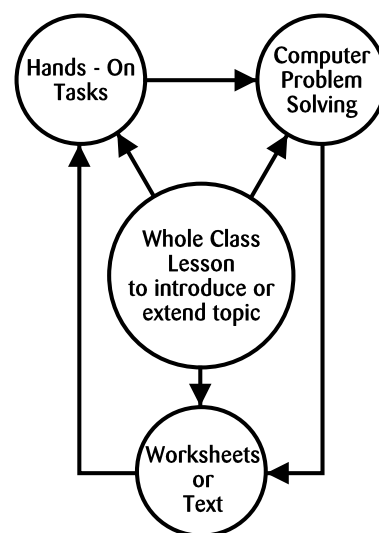 Hands - On
Tasks
Computer
Problem
Solving
Whole Class
Lesson
to introduce or
extend topic
Worksheets
or
Text